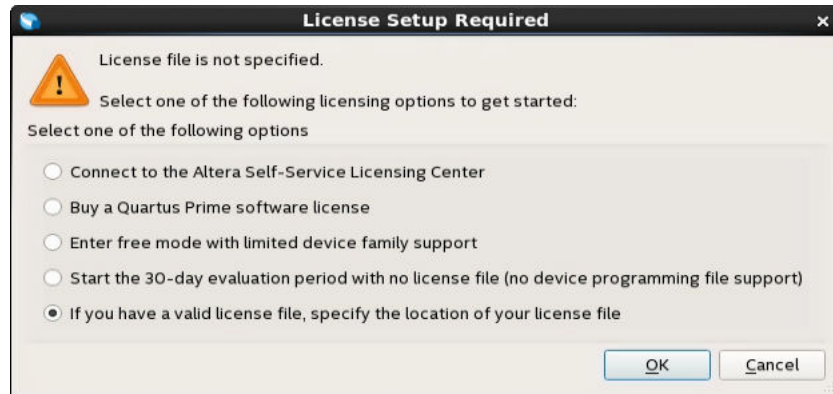 License Setup Required
License file is not specified.
Select one of the following licensing options to get started:
Select one of the following options
Connect to the Altera Self-Service Licensing Center
Buy a Quartus Prime software license
Enter free mode with limited device family support
Start the 30-day evaluation period with no license file (no device programming file support)
If you have a valid license file, specify the location of your license file
OK Cancel